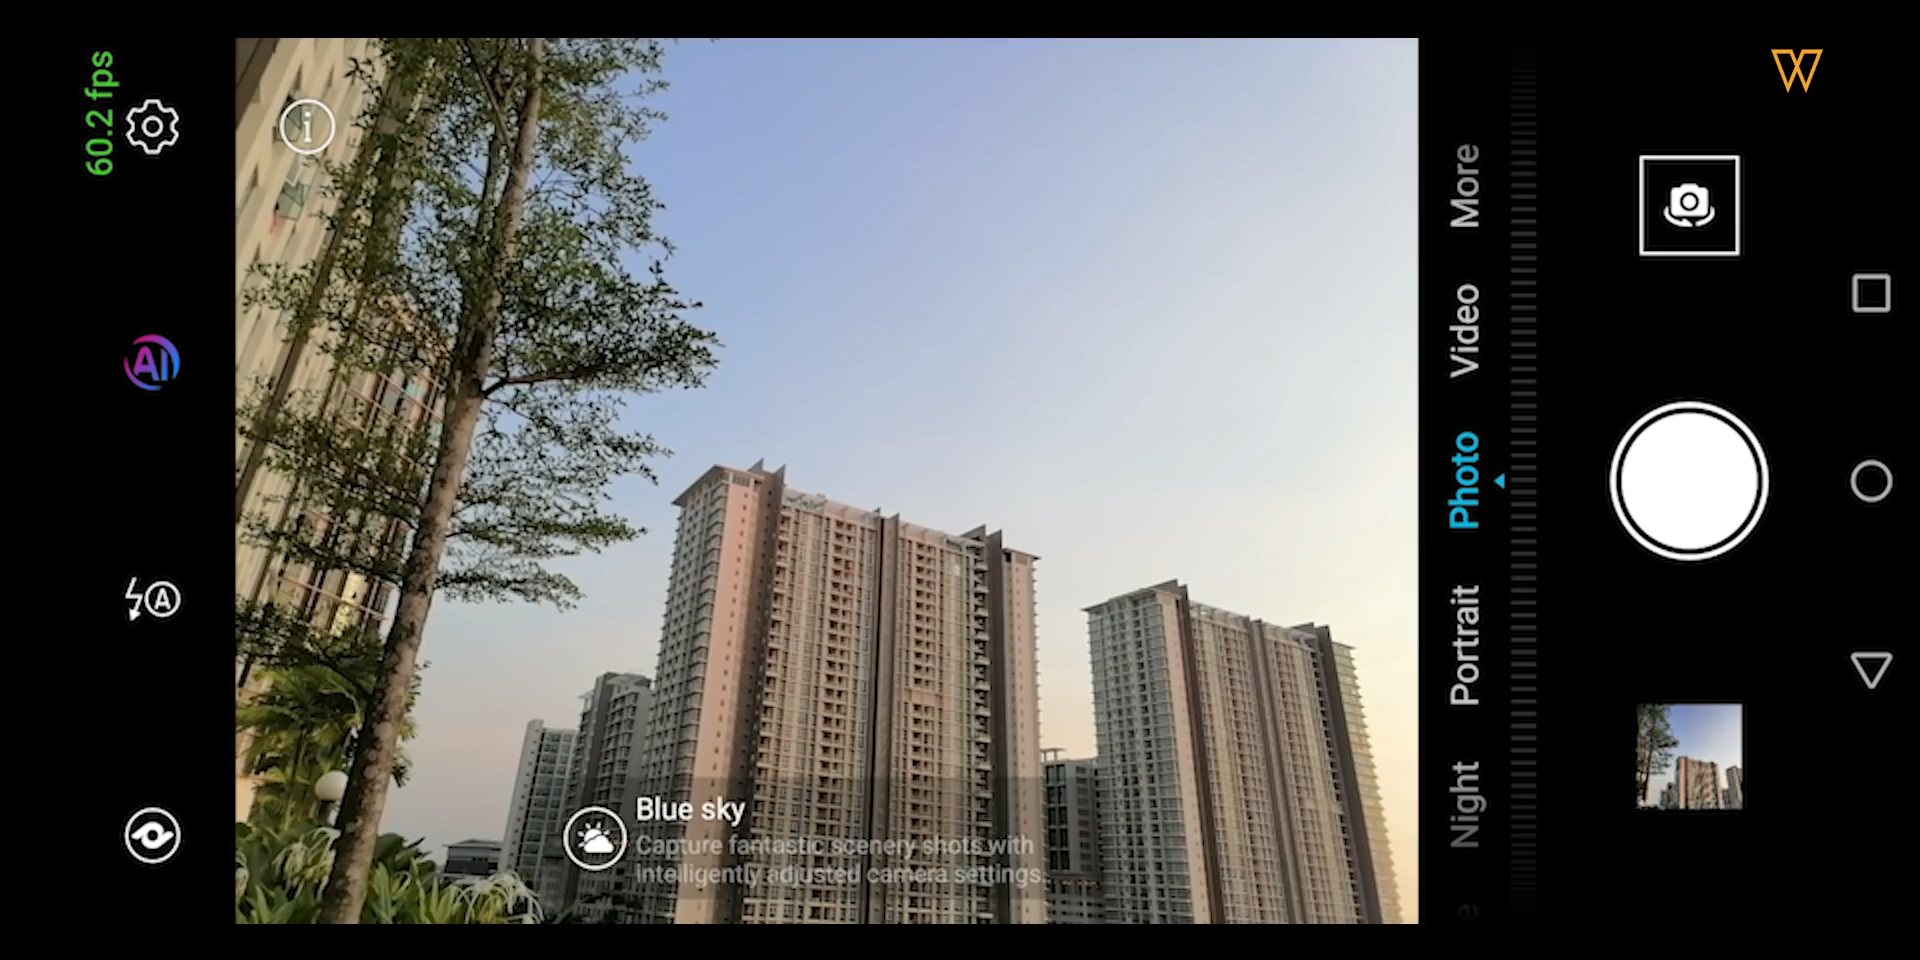 60.2 fps
AI
A
i
Blue sky
Capture fantastic scenery shots with
intelligently adjusted camera settings.
More
Video
Photo
Portrait
Night
e
W